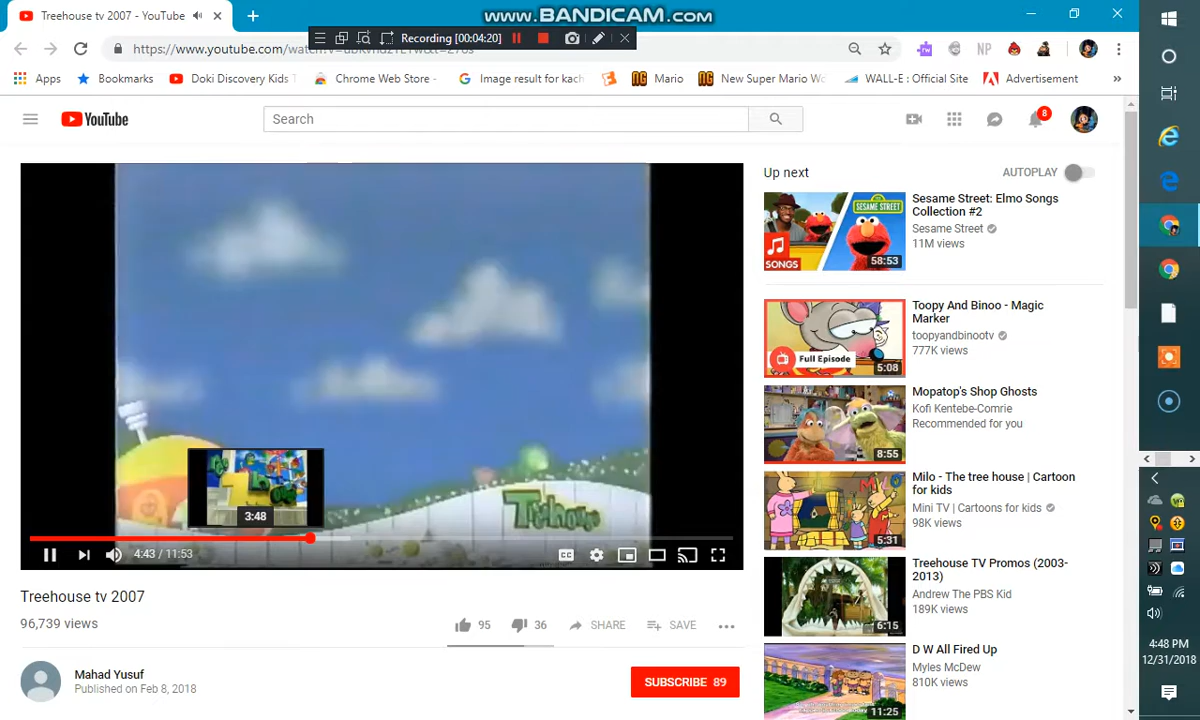 www.BANDICAM.com
Treehouse tv 2007 - YouTube
Recording [00:04:20]
https://www.youtube.com/
Apps
Bookmarks
Doki Discovery Kids
Chrome Web Store -
Image result for kach
Mario
New Super Mario Wo
WALL-E : Official Site
Advertisement
»
NP
YouTube
Search
8
Treehouse
3:48
4:43 / 11:53
CC
Treehouse tv 2007
96,739 views
95
36
SHARE
SAVE
Mahad Yusuf
Published on Feb 8, 2018
SUBSCRIBE 89
Up next
AUTOPLAY
SESAME STREET
SONGS
58:53
Sesame Street: Elmo Songs
Collection #2
Sesame Street
11M views
Full Episode
5:08
Toopy And Binoo - Magic
Marker
toopyandbinootv
777K views
8:55
Mopatop's Shop Ghosts
Kofi Kentebe-Comrie
Recommended for you
MILO
5:31
Milo - The tree house | Cartoon
for kids
Mini TV | Cartoons for kids
98K views
6:15
Treehouse TV Promos (2003-
2013)
Andrew The PBS Kid
189K views
11:25
D W All Fired Up
Myles McDew
810K views
4:48 PM
12/31/2018